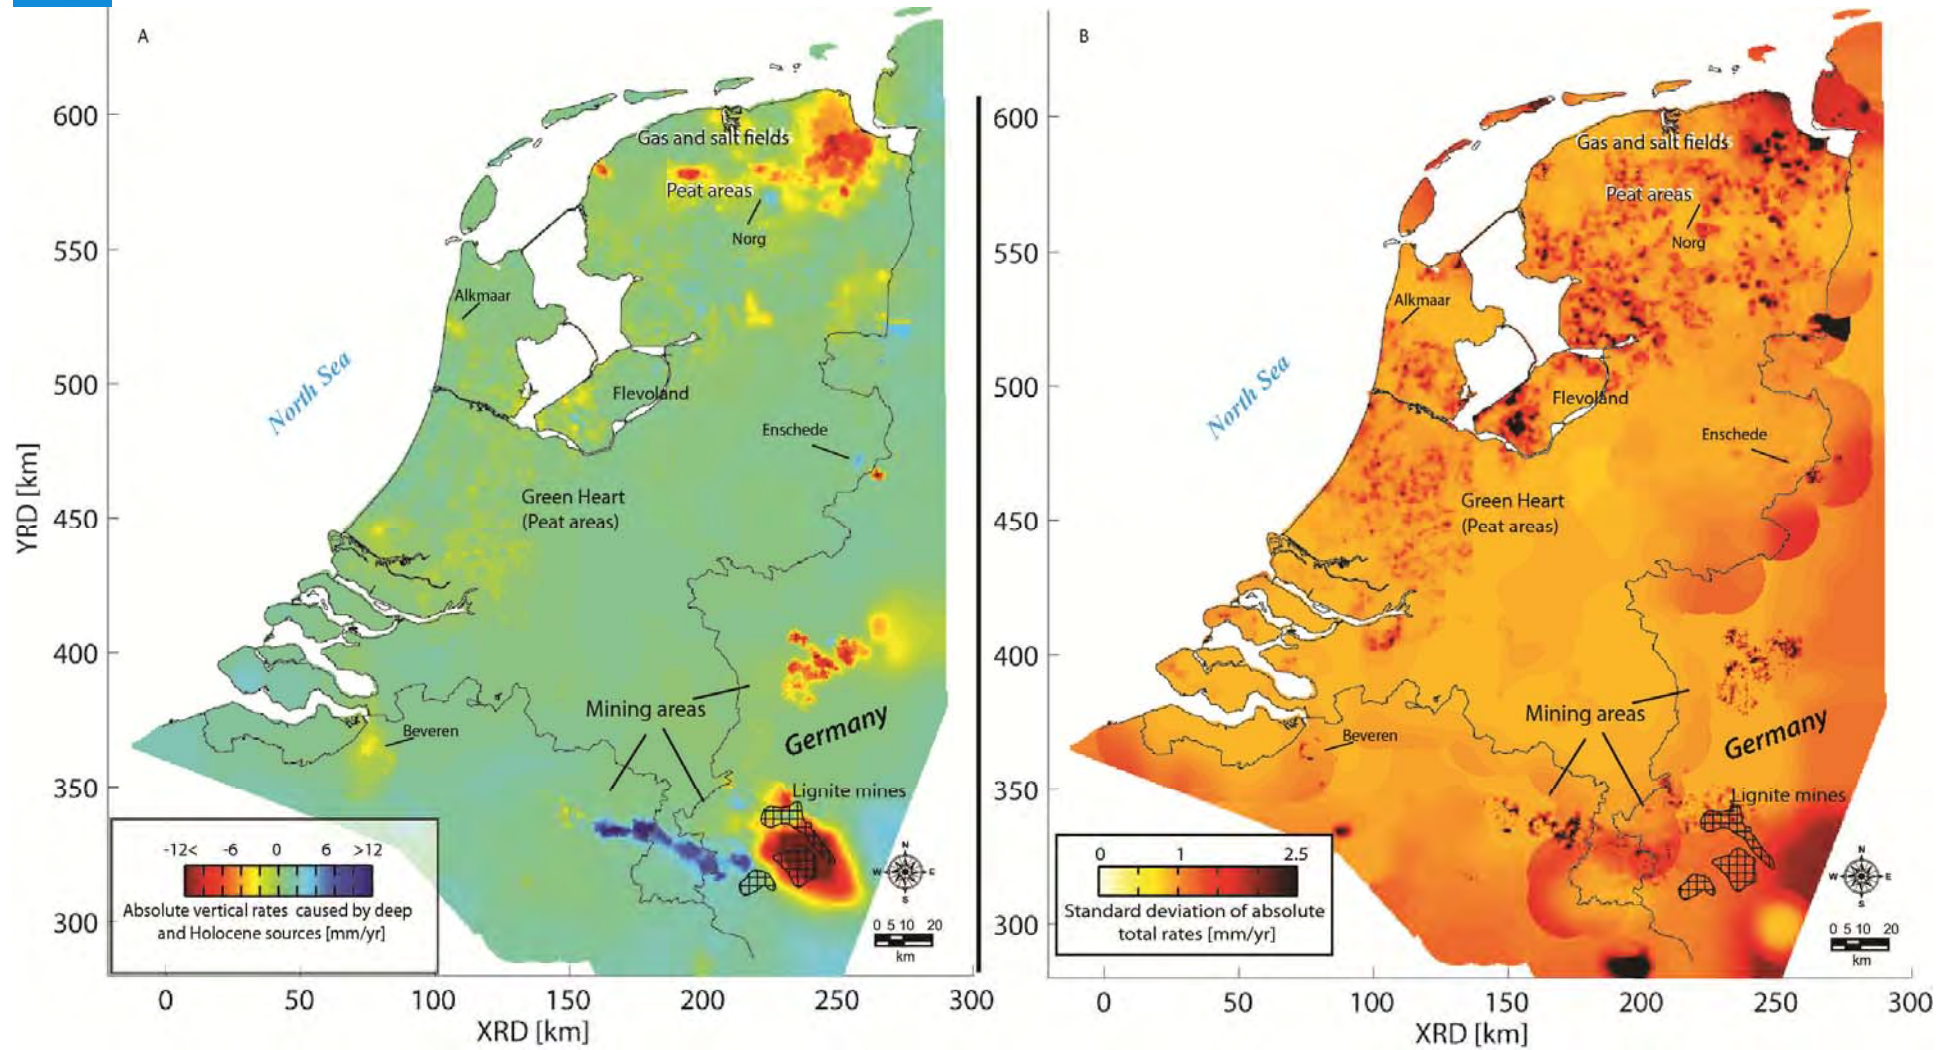 A
600
550
500
450
400
350
300
YRD [km]
Gas and salt fields
Peat areas
Norg
Alkmaar
North Sea
Flevoland
Enschede
Green Heart
(Peat areas)
Mining areas
Germany
Beveren
Lignite mines
-12< -6 0 6 >12
Absolute vertical rates caused by deep
and Holocene sources [mm/yr]
N
W E
S
0 5 10 20
km
0 50 100 150 200 250 300
XRD [km]
B
600
550
500
450
400
350
300
Gas and salt fields
Peat areas
Norg
Alkmaar
North Sea
Flevoland
Enschede
Green Heart
(Peat areas)
Mining areas
Germany
Beveren
Lignite mines
0 1 2.5
Standard deviation of absolute
total rates [mm/yr]
N
W E
S
0 5 10 20
km
0 50 100 150 200 250 300
XRD [km]